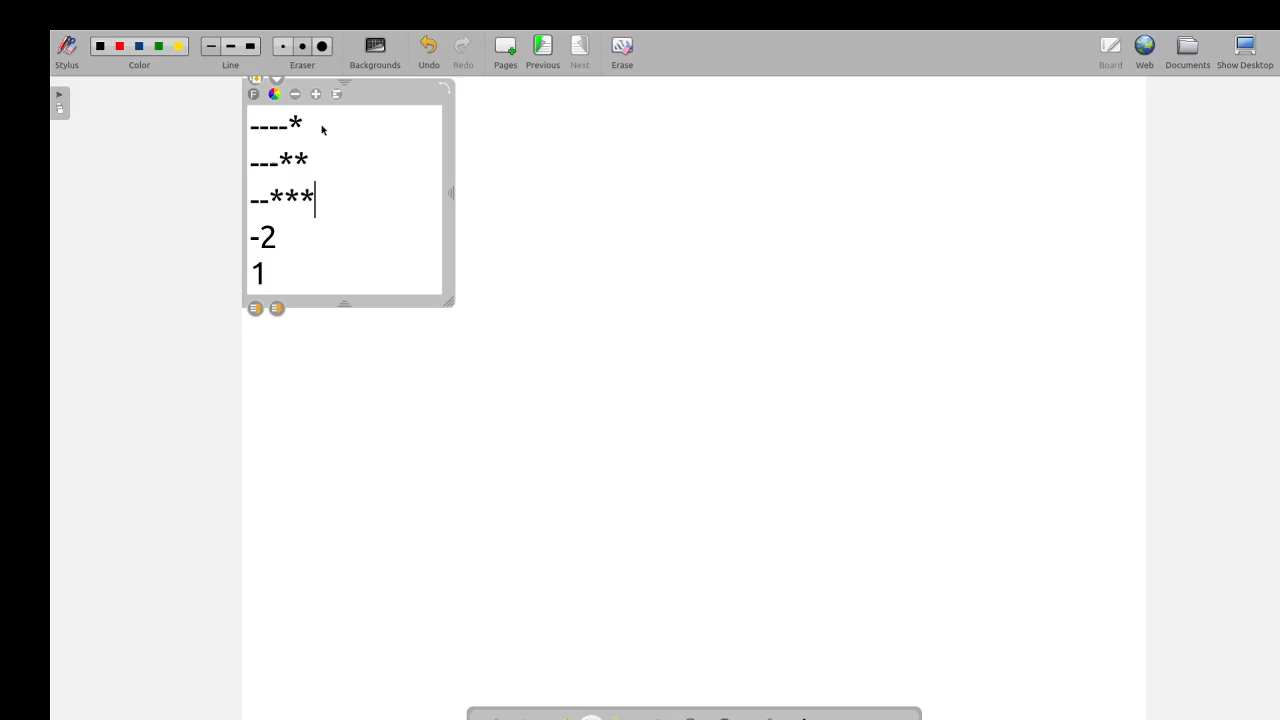 Stylus
Color
Line
Eraser
Backgrounds
Undo
Redo
Pages
Previous
Next
Erase
Board
Web
Documents
Show Desktop
F
----*
---**
--***
-2
1